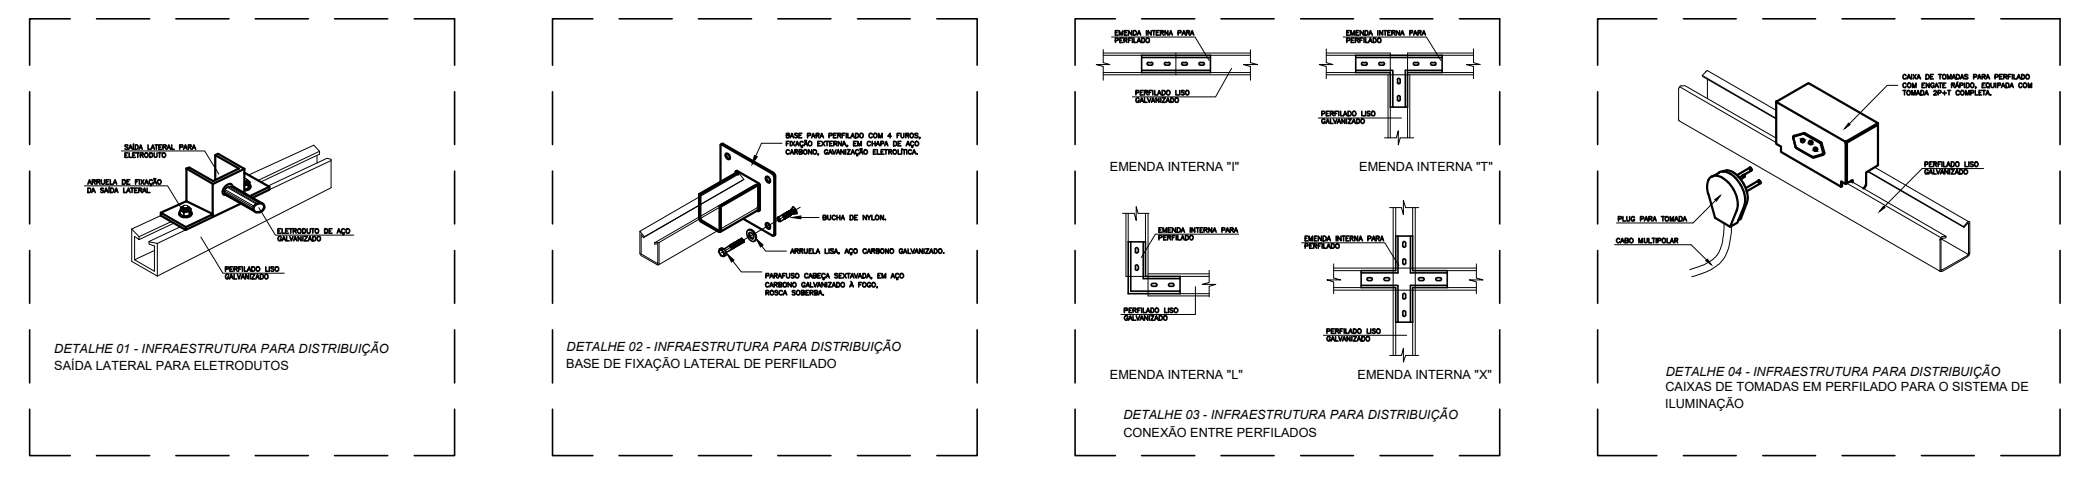 SAÍDA LATERAL PARA
ELETRODUTO
ARRUELA DE FIXAÇÃO
DA SAÍDA LATERAL
ELETRODUTO DE AÇO
GALVANIZADO
PERFILADO LISO
GALVANIZADO
DETALHE 01 - INFRAESTRUTURA PARA DISTRIBUIÇÃO
SAÍDA LATERAL PARA ELETRODUTOS
BASE PARA PERFILADO COM 4 FUROS,
FIXAÇÃO EXTERNA, EM CHAPA DE AÇO
CARBONO, GAVANIZAÇÃO ELETROLÍTICA.
BUCHA DE NYLON.
ARRUELA LISA, AÇO CARBONO GALVANIZADO.
PARAFUSO CABEÇA SEXTAVADA, EM AÇO
CARBONO GALVANIZADO À FOGO,
ROSCA SOBERBA.
DETALHE 02 - INFRAESTRUTURA PARA DISTRIBUIÇÃO
BASE DE FIXAÇÃO LATERAL DE PERFILADO
EMENDA INTERNA PARA
PERFILADO
PERFILADO LISO
GALVANIZADO
EMENDA INTERNA "I"
EMENDA INTERNA PARA
PERFILADO
PERFILADO LISO
GALVANIZADO
EMENDA INTERNA "T"
EMENDA INTERNA PARA
PERFILADO
PERFILADO LISO
GALVANIZADO
EMENDA INTERNA "L"
EMENDA INTERNA PARA
PERFILADO
PERFILADO LISO
GALVANIZADO
EMENDA INTERNA "X"
DETALHE 03 - INFRAESTRUTURA PARA DISTRIBUIÇÃO
CONEXÃO ENTRE PERFILADOS
CAIXA DE TOMADAS PARA PERFILADO
COM ENGATE RÁPIDO, EQUIPADA COM
TOMADA 2P+T COMPLETA.
PERFILADO LISO
GALVANIZADO
PLUG PARA TOMADA
CABO MULTIPOLAR
DETALHE 04 - INFRAESTRUTURA PARA DISTRIBUIÇÃO
CAIXAS DE TOMADAS EM PERFILADO PARA O SISTEMA DE
ILUMINAÇÃO